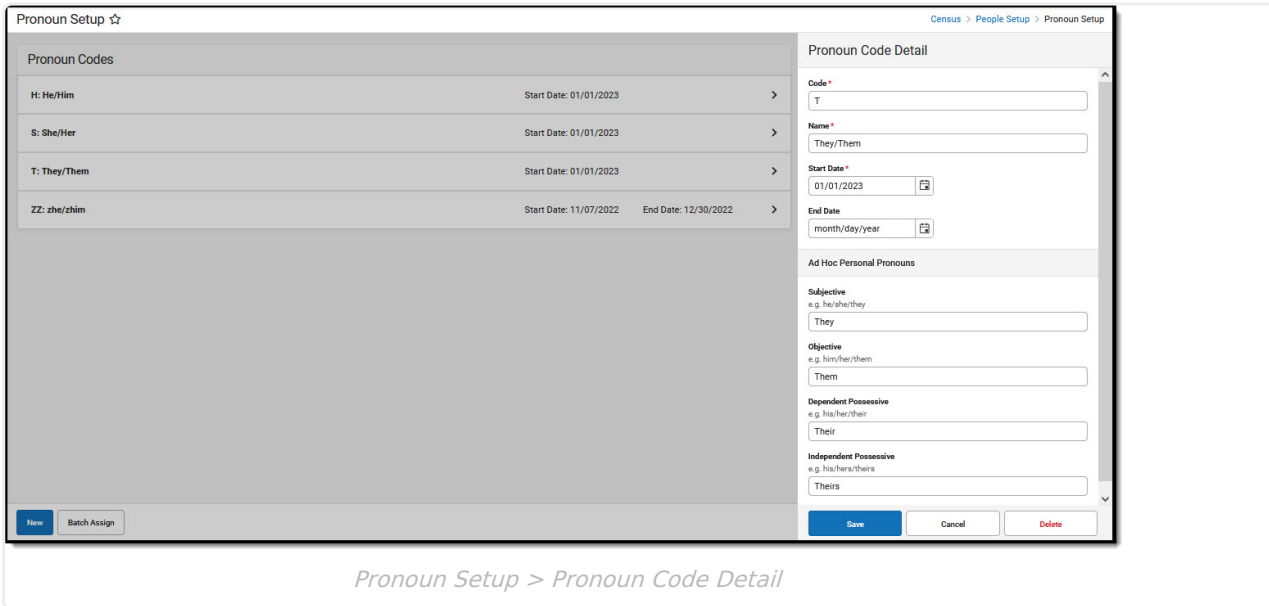 Pronoun Setup
Census > People Setup > Pronoun Setup
Pronoun Codes
H: He/Him Start Date: 01/01/2023
S: She/Her Start Date: 01/01/2023
T: They/Them Start Date: 01/01/2023
ZZ: zhe/zhim Start Date: 11/07/2022 End Date: 12/30/2022
New
Batch Assign
Pronoun Code Detail
Code*
T
Name*
They/Them
Start Date*
01/01/2023
End Date
month/day/year
Ad Hoc Personal Pronouns
Subjective
e.g. he/she/they
They
Objective
e.g. him/her/them
Them
Dependent Possessive
e.g. his/her/their
Their
Independent Possessive
e.g. his/hers/theirs
Theirs
Save
Cancel
Delete
Pronoun Setup > Pronoun Code Detail